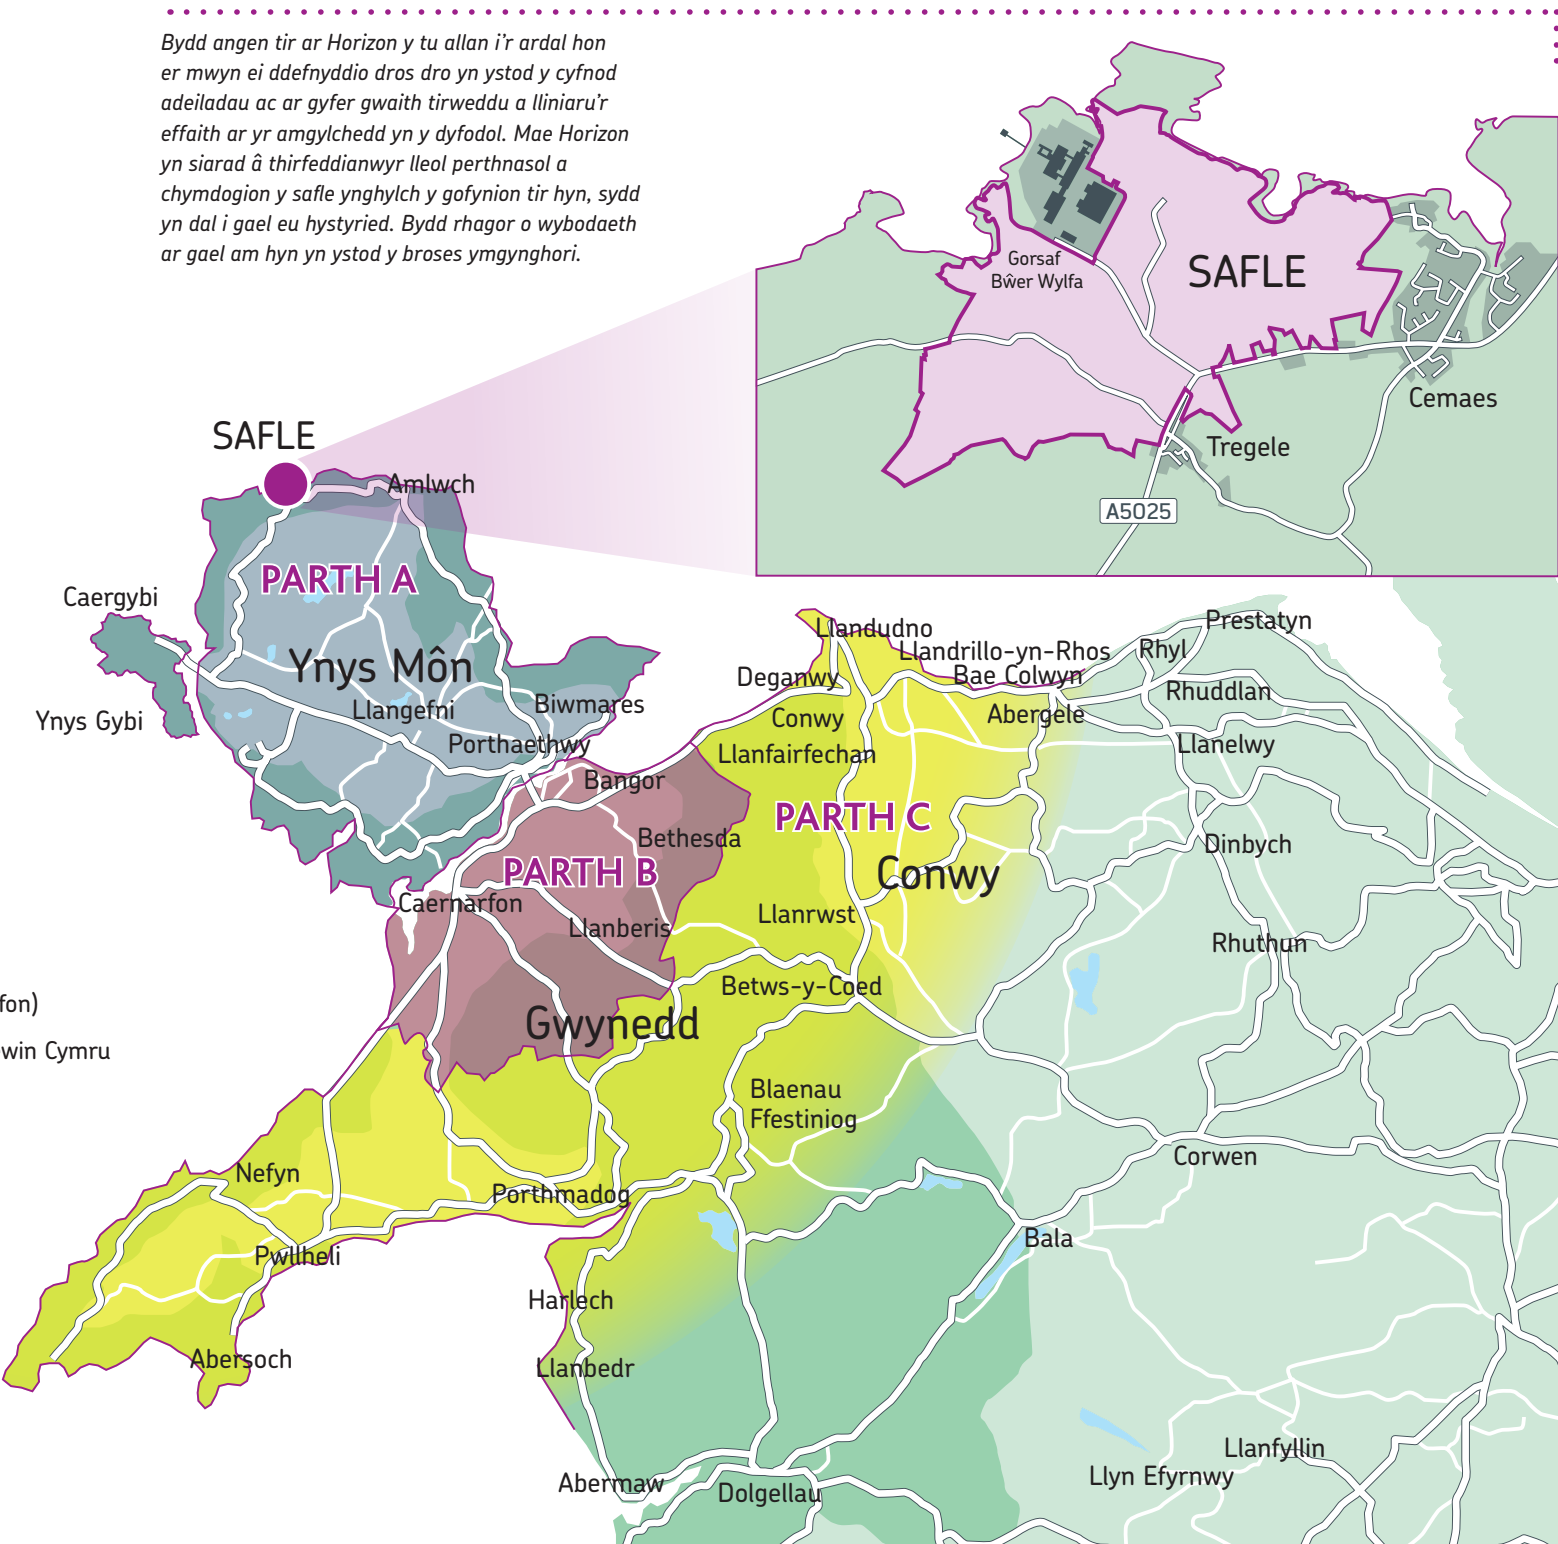 Bydd angen tir ar Horizon y tu allan i'r ardal hon
er mwyn ei ddefnyddio dros dro yn ystod y cyfnod
adeiladau ac ar gyfer gwaith tirweddu a lliniaru'r
effaith ar yr amgylchedd yn y dyfodol. Mae Horizon
yn siarad â thirfeddianwyr lleol perthnasol a
chymdogion y safle ynghylch y gofynion tir hyn, sydd
yn dal i gael eu hystyried. Bydd rhagor o wybodaeth
ar gael am hyn yn ystod y broses ymgynghori.
Gorsaf
Bŵer Wylfa
SAFLE
Cemaes
Tregele
A5025
SAFLE
Amlwch
PARTH A
Caergybi
Ynys Môn
Ynys Gybi
Llangefni
Biwmares
Porthaethwy
Llandudno
Llandrillo-yn-Rhos
Prestatyn
Rhyl
Deganwy
Bae Colwyn
Rhuddlan
Conwy
Abergele
Llanfairfechan
Llanelwy
Bangor
PARTH C
Bethesda
Dinbych
PARTH B
Conwy
Caernarfon
Llanberis
Llanrwst
Rhuthun
Betws-y-Coed
fon)
Gwynedd
win Cymru
Blaenau
Ffestiniog
Corwen
Nefyn
Porthmadog
Pwllheli
Bala
Harlech
Abersoch
Llanbedr
Llanfyllin
Llyn Efyrnwy
Abermaw
Dolgellau